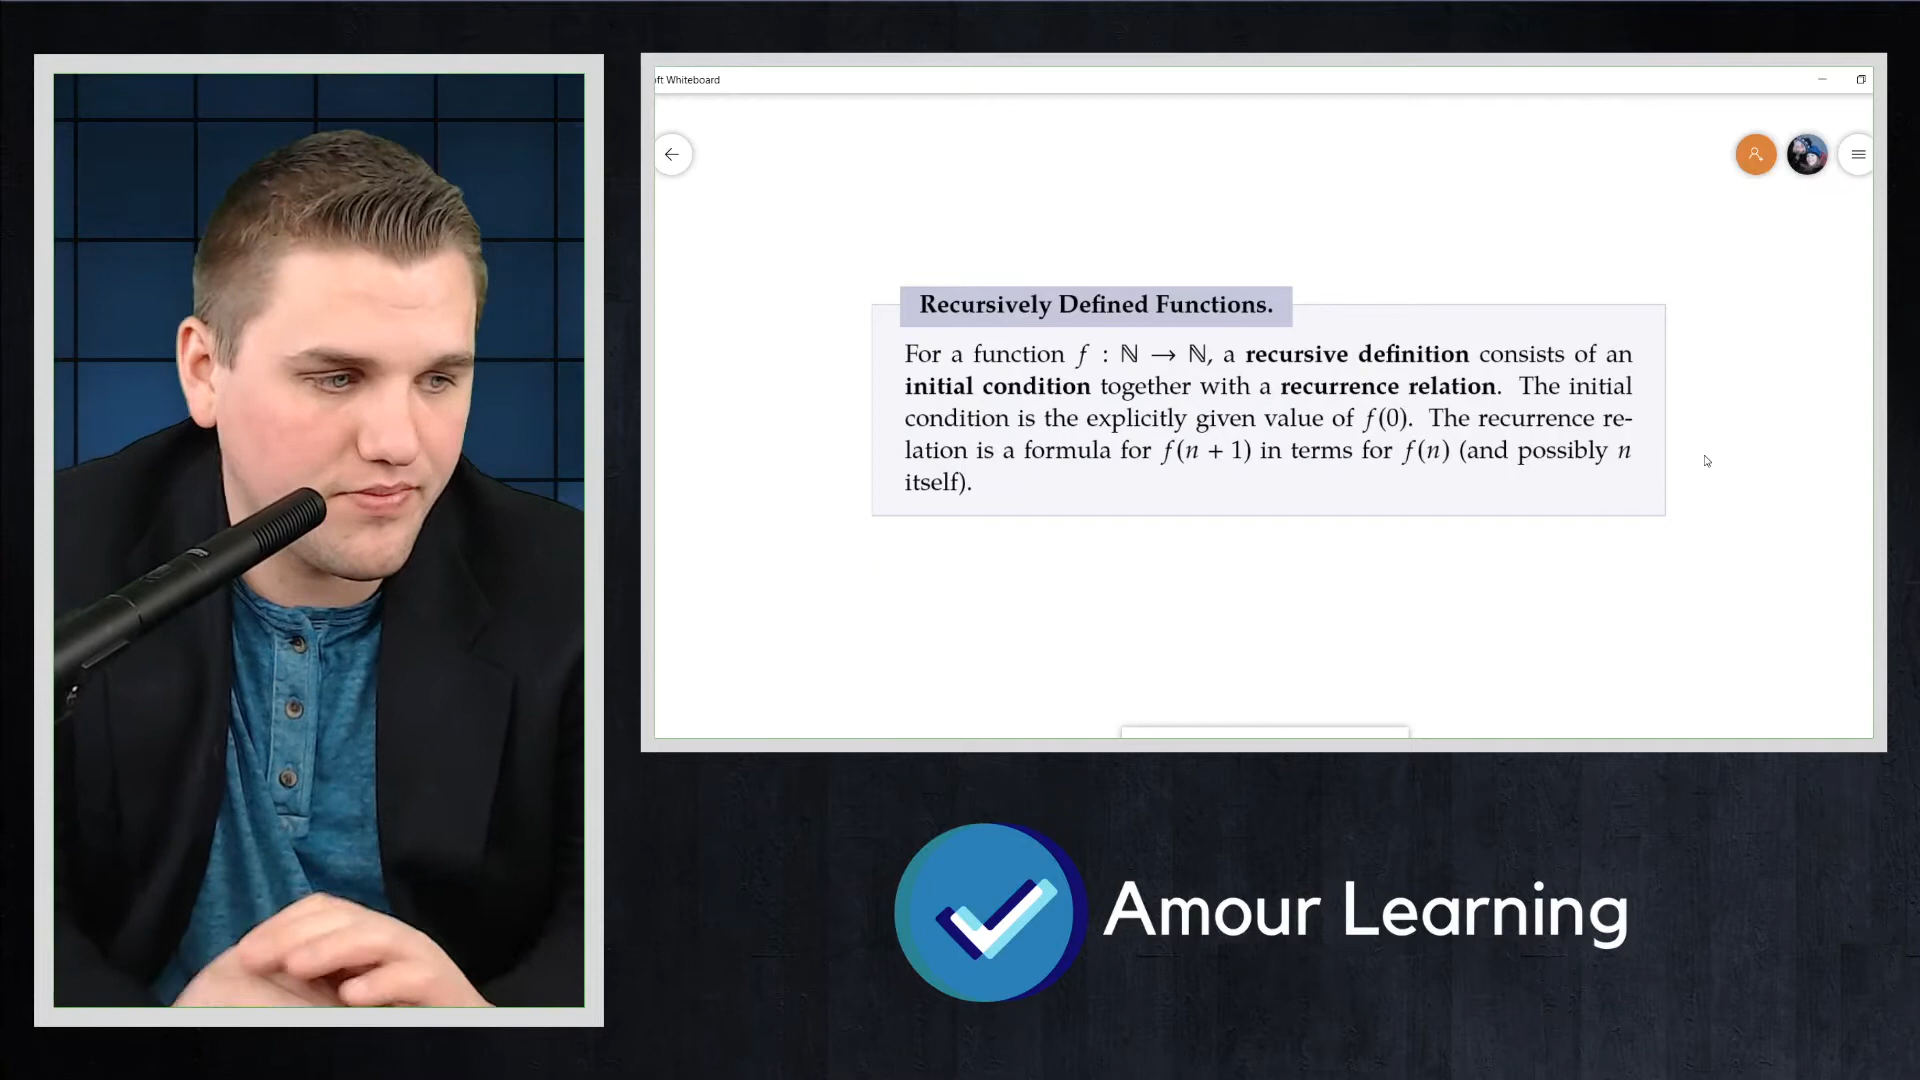 oft Whiteboard
Recursively Defined Functions.
For a function f : ℕ → ℕ, a recursive definition consists of an
initial condition together with a recurrence relation. The initial
condition is the explicitly given value of f(0). The recurrence re-
lation is a formula for f(n + 1) in terms for f(n) (and possibly n
itself).
Amour Learning